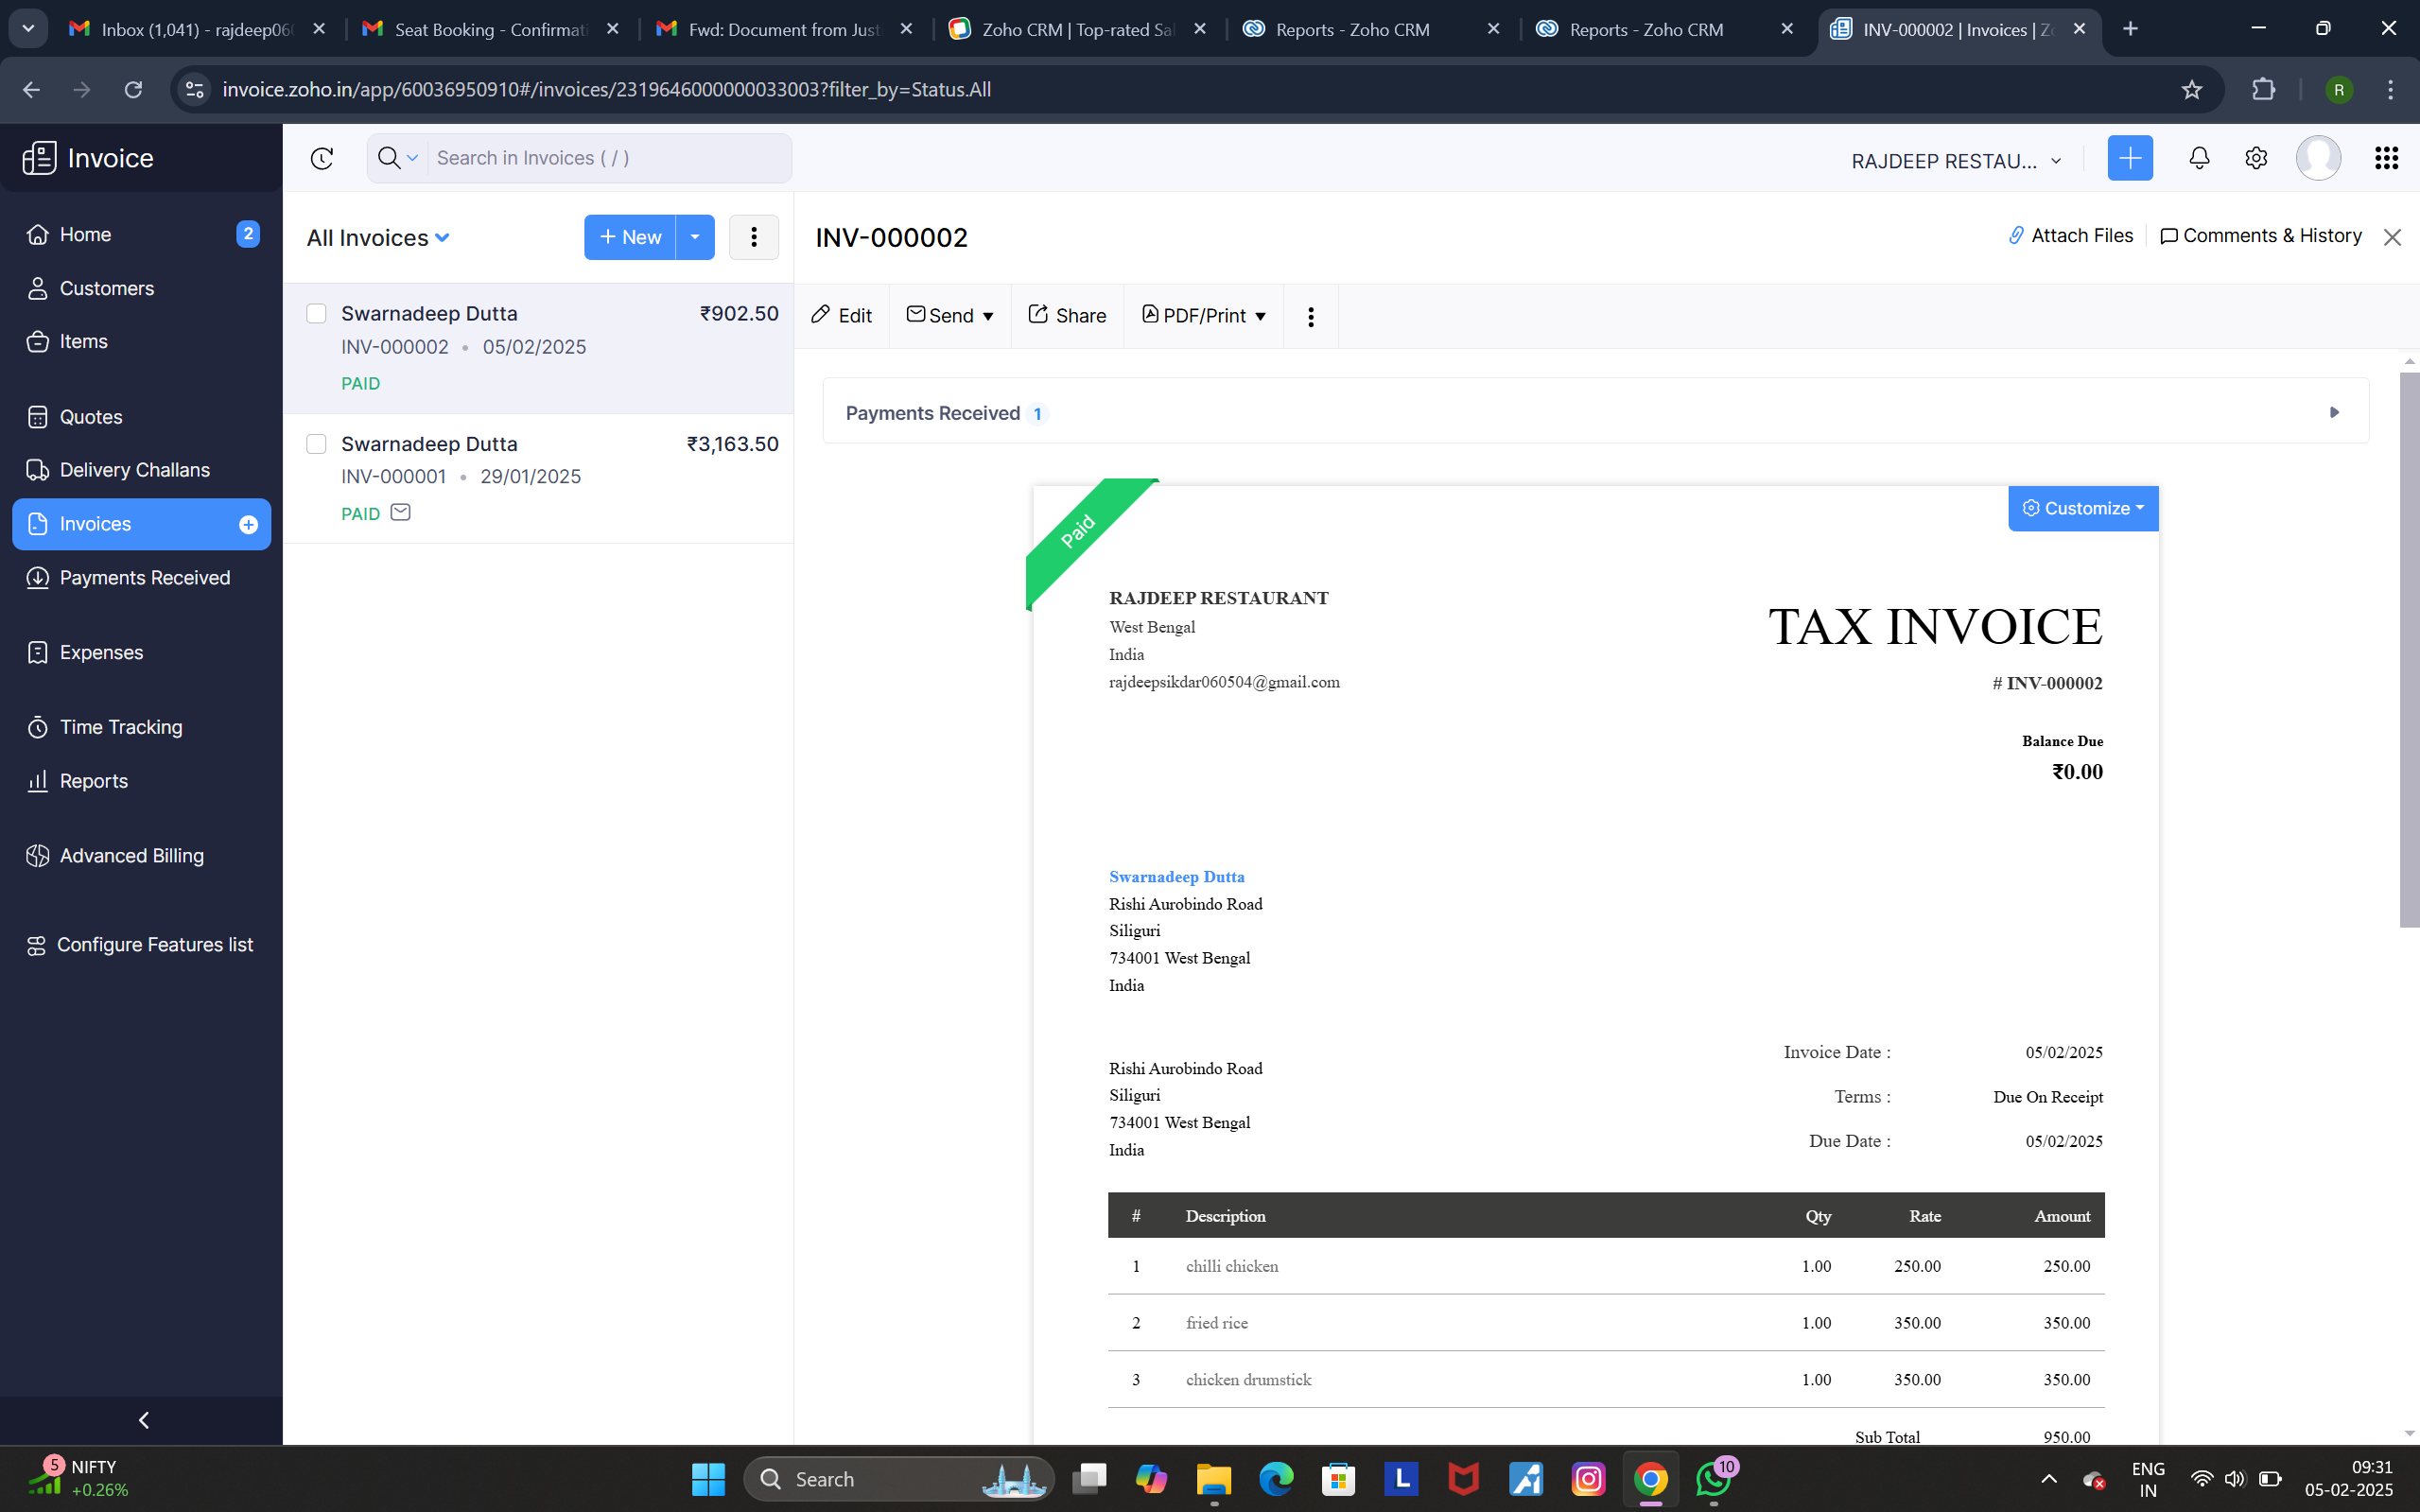 Inbox (1,041) - rajdeep060
Seat Booking - Confirmat
Fwd: Document from Just
Zoho CRM | Top-rated Sal
Reports - Zoho CRM
Reports - Zoho CRM
INV-000002 | Invoices | Zo
invoice.zoho.in/app/60036950910#/invoices/2319646000000033003?filter_by=Status.All
R
Invoice
Search in Invoices ( / )
RAJDEEP RESTAU...
Home
2
Customers
Items
Quotes
Delivery Challans
Invoices
Payments Received
Expenses
Time Tracking
Reports
Advanced Billing
Configure Features list
All Invoices
+ New
Swarnadeep Dutta ₹902.50
INV-000002 • 05/02/2025
PAID
Swarnadeep Dutta ₹3,163.50
INV-000001 • 29/01/2025
PAID
INV-000002
Attach Files
Comments & History
Edit
Send
Share
PDF/Print
Payments Received 1
Paid
Customize
RAJDEEP RESTAURANT
West Bengal
India
rajdeepsikdar060504@gmail.com
TAX INVOICE
# INV-000002
Balance Due
₹0.00
Swarnadeep Dutta
Rishi Aurobindo Road
Siliguri
734001 West Bengal
India
Rishi Aurobindo Road
Siliguri
734001 West Bengal
India
Invoice Date : 05/02/2025
Terms : Due On Receipt
Due Date : 05/02/2025
# Description Qty Rate Amount
1 chilli chicken 1.00 250.00 250.00
2 fried rice 1.00 350.00 350.00
3 chicken drumstick 1.00 350.00 350.00
Sub Total 950.00
5
NIFTY
+0.26%
Search
L
10
ENG
IN
09:31
05-02-2025